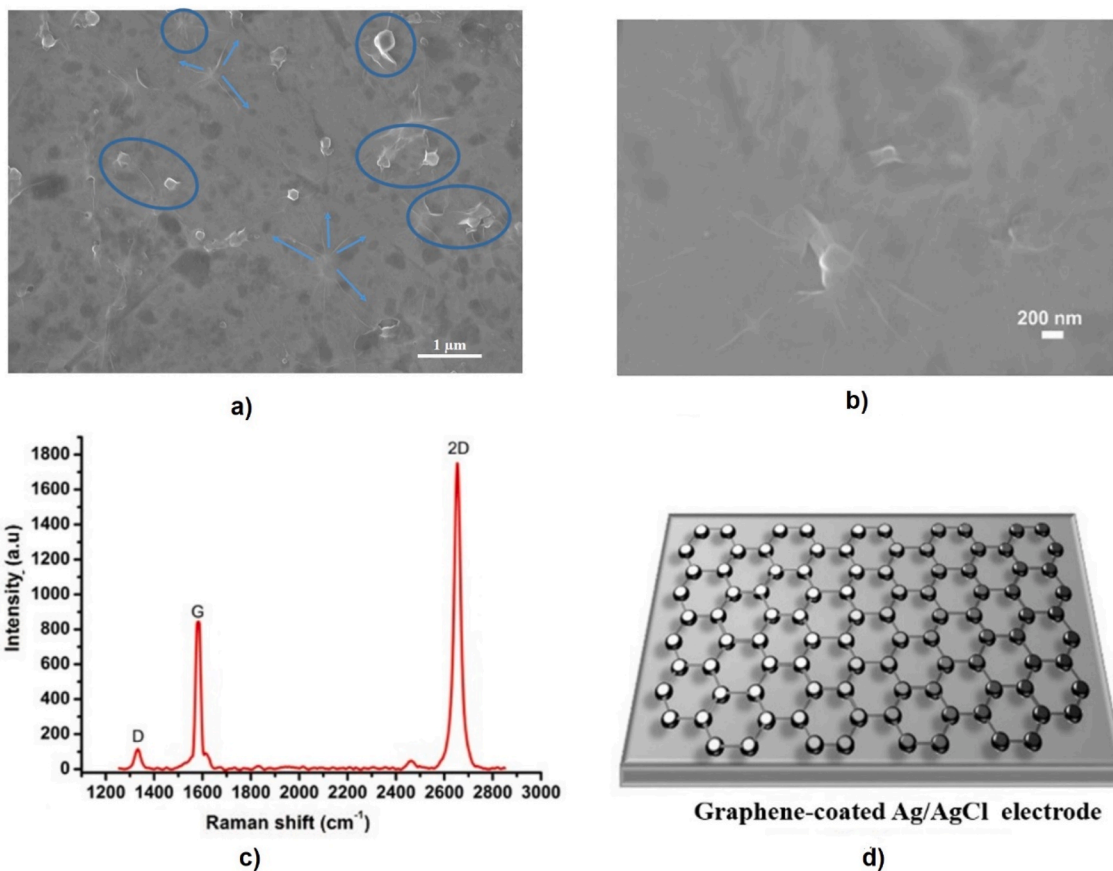 1 µm
a)
200 nm
b)
1800
1600
1400
1200
1000
800
600
400
200
0
Intensity (a.u)
D
G
2D
1200 1400 1600 1800 2000 2200 2400 2600 2800 3000
Raman shift (cm⁻¹)
c)
Graphene-coated Ag/AgCl electrode
d)